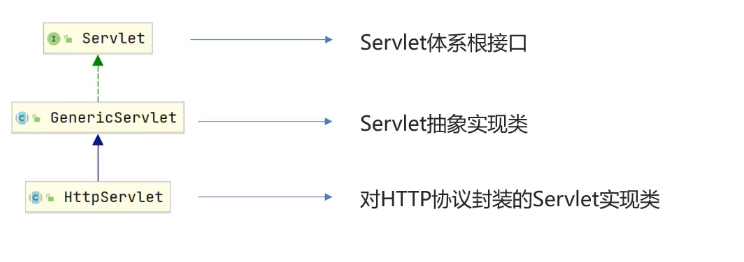 Servlet
Servlet体系根接口
GenericServlet
Servlet抽象实现类
HttpServlet
对HTTP协议封装的Servlet实现类